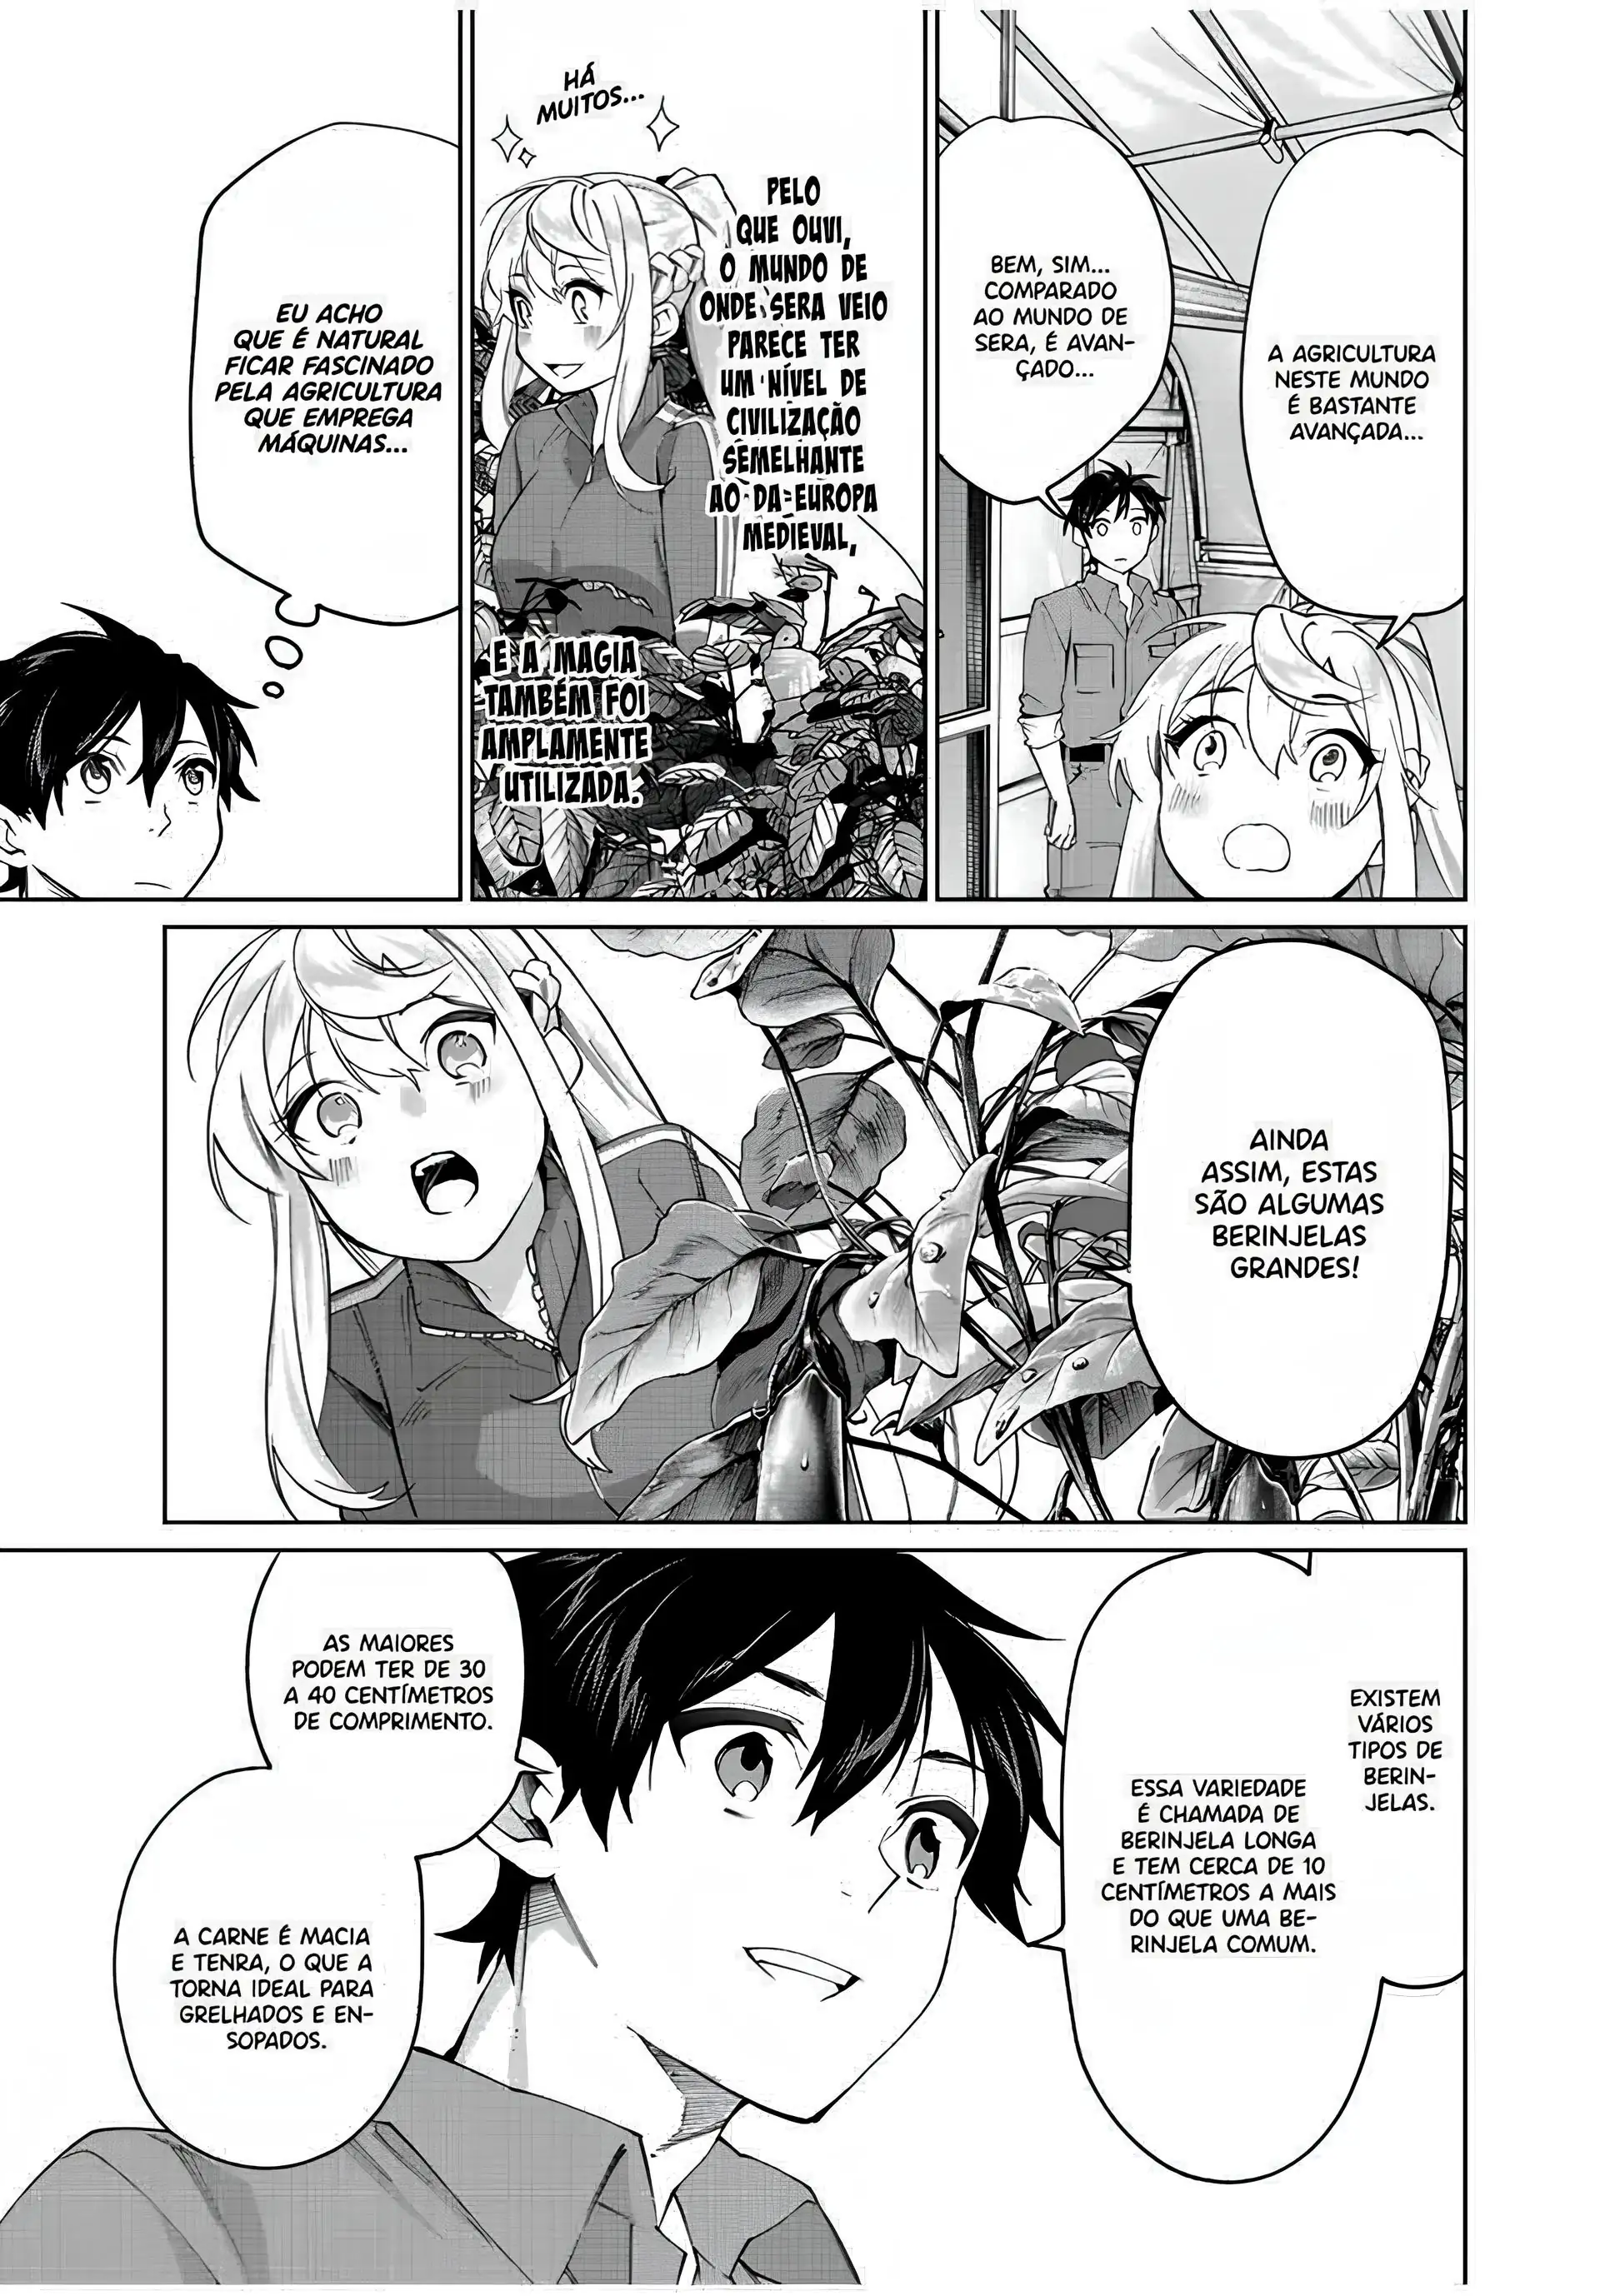 A AGRICULTURA
NESTE MUNDO
É BASTANTE
AVANÇADA...
BEM, SIM...
COMPARADO
AO MUNDO DE
SERA, É AVAN-
ÇADO...
HÁ
MUITOS...
PELO
QUE OUVI,
O MUNDO DE
ONDE SERA VEIO
PARECE TER
UM NÍVEL DE
CIVILIZAÇÃO
SEMELHANTE
AO DA EUROPA
MEDIEVAL,
E A MAGIA
TAMBÉM FOI
AMPLAMENTE
UTILIZADA.
EU ACHO
QUE É NATURAL
FICAR FASCINADO
PELA AGRICULTURA
QUE EMPREGA
MÁQUINAS...
AINDA
ASSIM, ESTAS
SÃO ALGUMAS
BERINJELAS
GRANDES!
EXISTEM
VÁRIOS
TIPOS DE
BERIN-
JELAS.
ESSA VARIEDADE
É CHAMADA DE
BERINJELA LONGA
E TEM CERCA DE 10
CENTÍMETROS A MAIS
DO QUE UMA BE-
RINJELA COMUM.
AS MAIORES
PODEM TER DE 30
A 40 CENTÍMETROS
DE COMPRIMENTO.
A CARNE É MACIA
E TENRA, O QUE A
TORNA IDEAL PARA
GRELHADOS E EN-
SOPADOS.